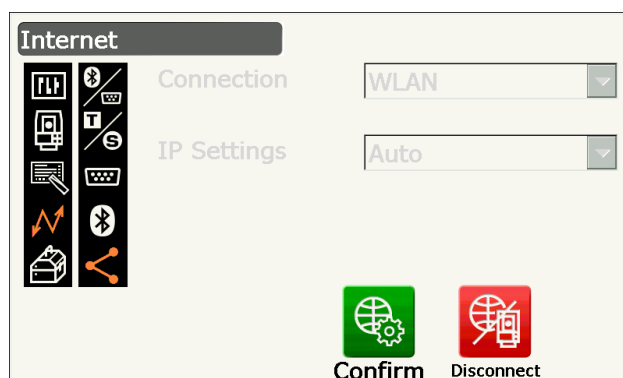 Internet
Connection
WLAN
IP Settings
Auto
T
S
Confirm
Disconnect